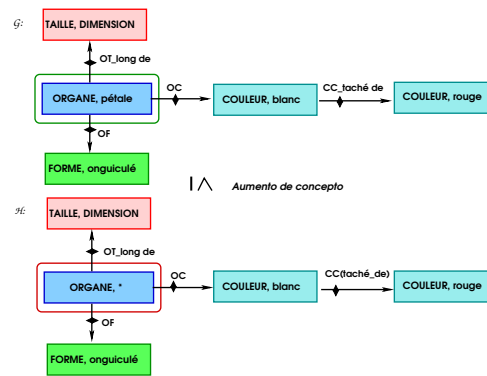 G:
TAILLE, DIMENSION
OT_long de
ORGANE, pétale
OC
COULEUR, blanc
CC_taché de
COULEUR, rouge
OF
FORME, onguiculé
I∧ Aumento de concepto
H:
TAILLE, DIMENSION
OT_long de
ORGANE, *
OC
COULEUR, blanc
CC(taché_de)
COULEUR, rouge
OF
FORME, onguiculé